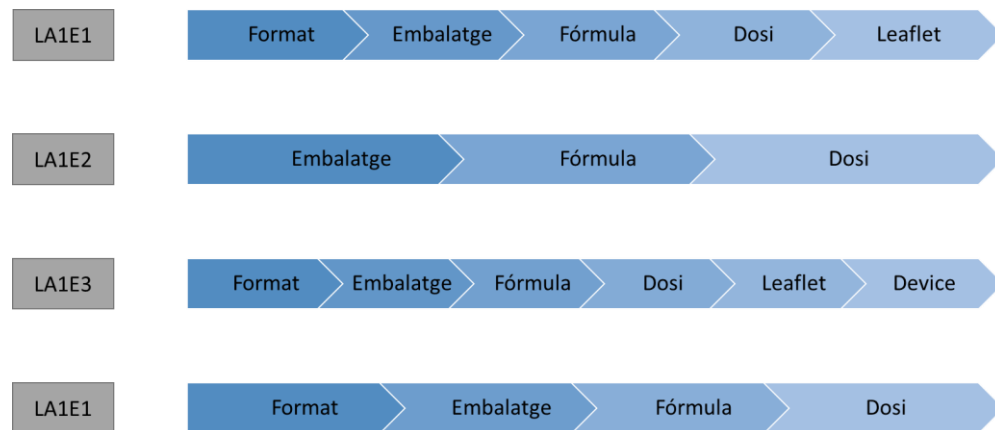 LA1E1 Format Embalatge Fórmula Dosi Leaflet
LA1E2 Embalatge Fórmula Dosi
LA1E3 Format Embalatge Fórmula Dosi Leaflet Device
LA1E1 Format Embalatge Fórmula Dosi